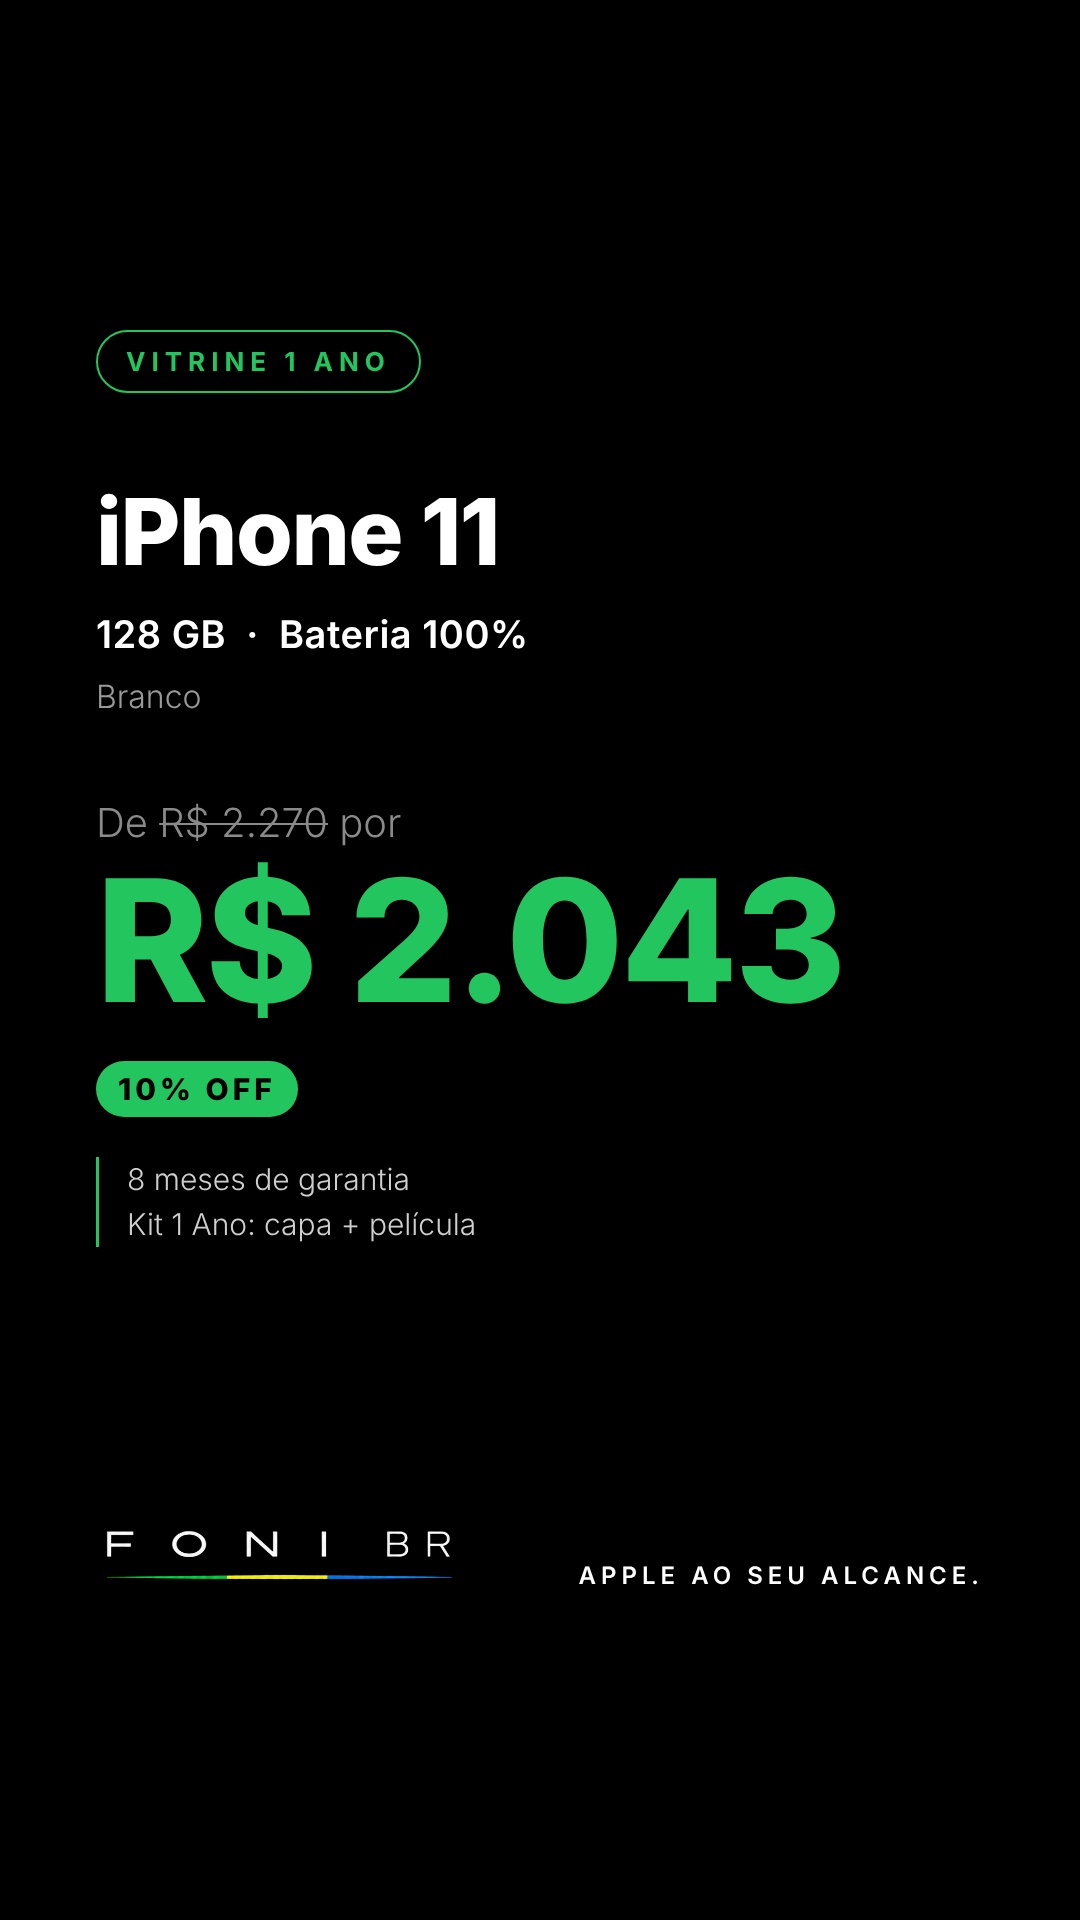 VITRINE 1 ANO
iPhone 11
128 GB · Bateria 100%
Branco
De R$ 2.270 por
R$ 2.043
10% OFF
8 meses de garantia
Kit 1 Ano: capa + película
FONI BR
APPLE AO SEU ALCANCE.